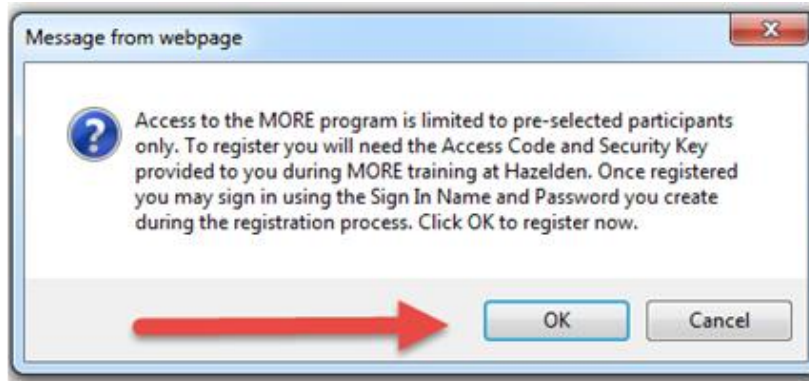 Message from webpage
Access to the MORE program is limited to pre-selected participants
only. To register you will need the Access Code and Security Key
provided to you during MORE training at Hazelden. Once registered
you may sign in using the Sign In Name and Password you create
during the registration process. Click OK to register now.
OK
Cancel